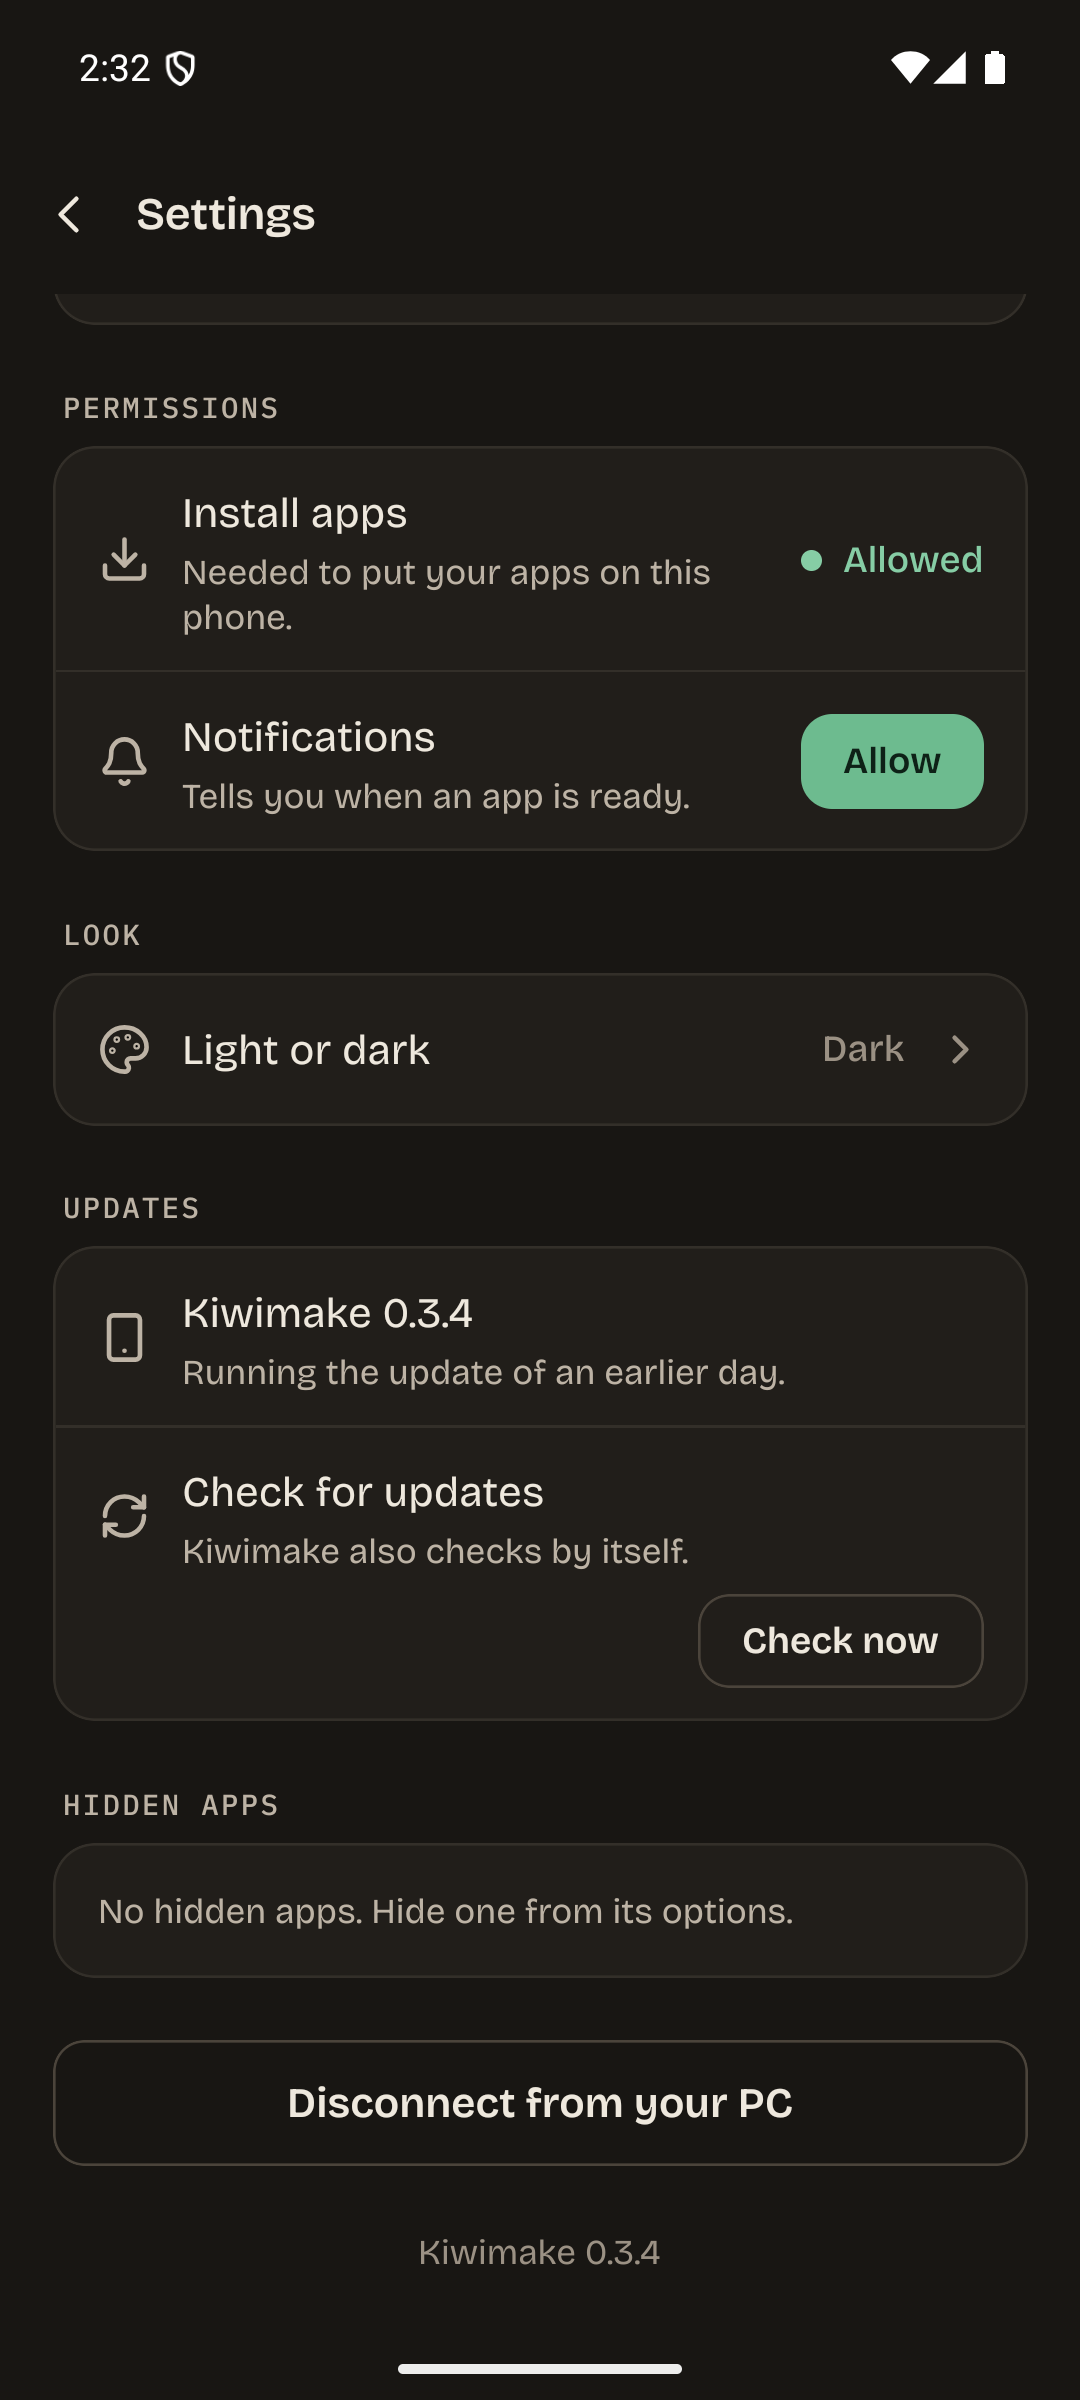 2:32
Settings
PERMISSIONS
Install apps
Needed to put your apps on this
phone.
Allowed
Notifications
Tells you when an app is ready.
Allow
LOOK
Light or dark
Dark
UPDATES
Kiwimake 0.3.4
Running the update of an earlier day.
Check for updates
Kiwimake also checks by itself.
Check now
HIDDEN APPS
No hidden apps. Hide one from its options.
Disconnect from your PC
Kiwimake 0.3.4